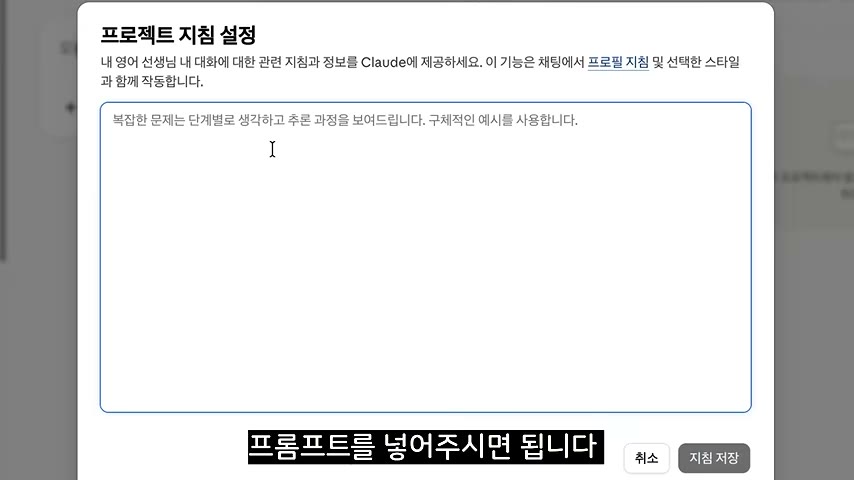 프로젝트 지침 설정
내 영어 선생님 내 대화에 대한 관련 지침과 정보를 Claude에 제공하세요. 이 기능은 채팅에서 프로필 지침 및 선택한 스타일
과 함께 작동합니다.
복잡한 문제는 단계별로 생각하고 추론 과정을 보여드립니다. 구체적인 예시를 사용합니다.
프롬프트를 넣어주시면 됩니다
취소
지침 저장